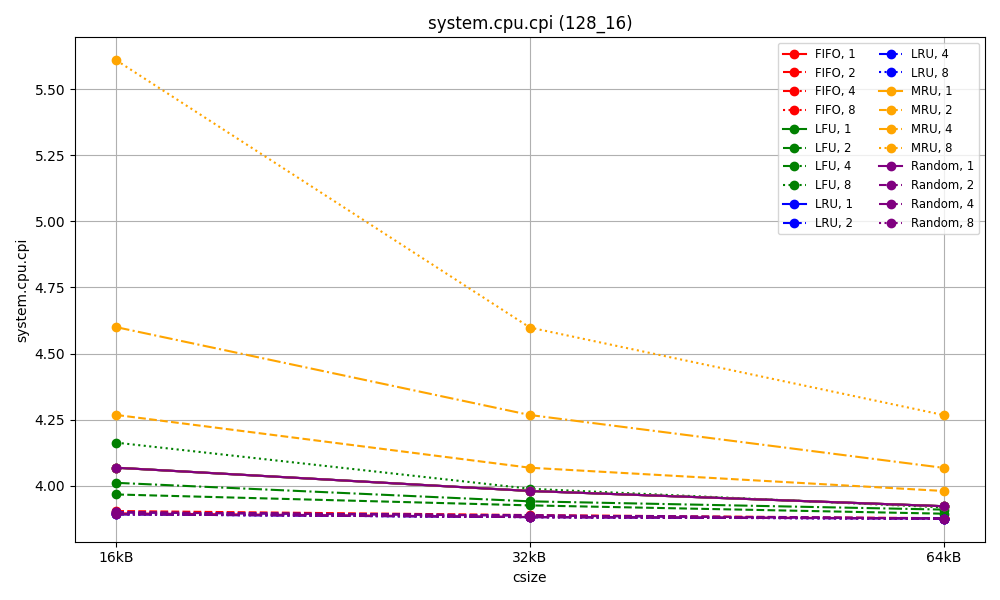 system.cpu.cpi (128_16)
system.cpu.cpi
5.50
5.25
5.00
4.75
4.50
4.25
4.00
16kB
32kB
64kB
csize
FIFO, 1
FIFO, 2
FIFO, 4
FIFO, 8
LFU, 1
LFU, 2
LFU, 4
LFU, 8
LRU, 1
LRU, 2
LRU, 4
LRU, 8
MRU, 1
MRU, 2
MRU, 4
MRU, 8
Random, 1
Random, 2
Random, 4
Random, 8